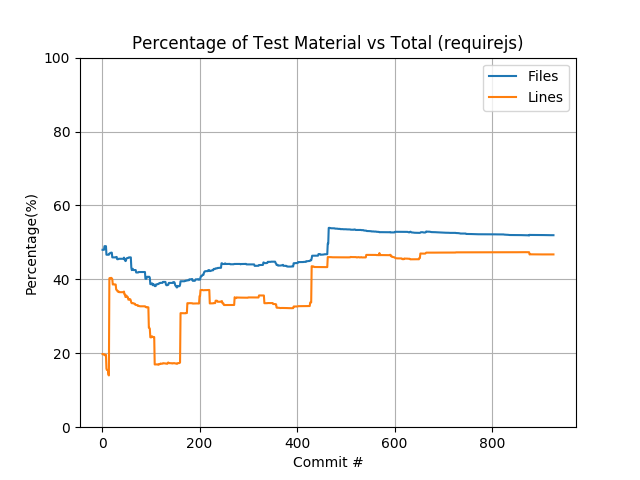 Percentage of Test Material vs Total (requirejs)
Files
Lines
100
80
60
40
20
0
Percentage(%)
0 200 400 600 800
Commit #